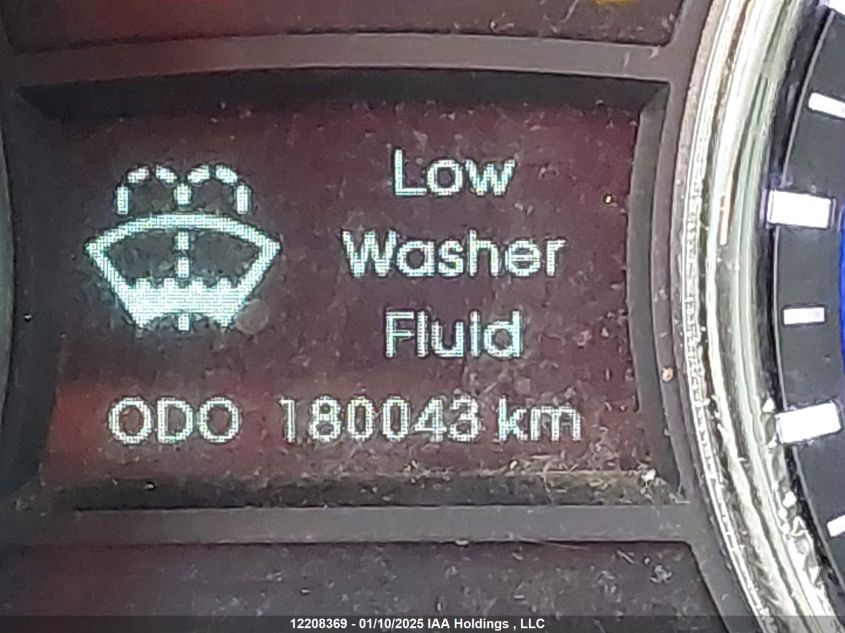 Low
Washer
Fluid
ODO 180043 km
12208369 - 01/10/2025 IAA Holdings , LLC